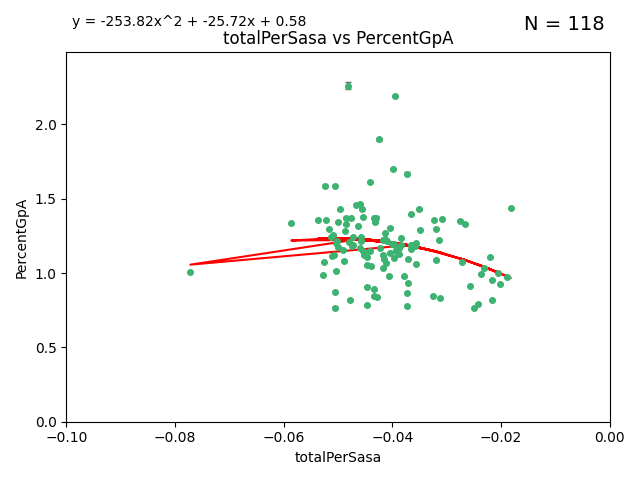 y = -253.82x^2 + -25.72x + 0.58
N = 118
totalPerSasa vs PercentGpA
PercentGpA
2.0
1.5
1.0
0.5
0.0
−0.10 −0.08 −0.06 −0.04 −0.02 0.00
totalPerSasa